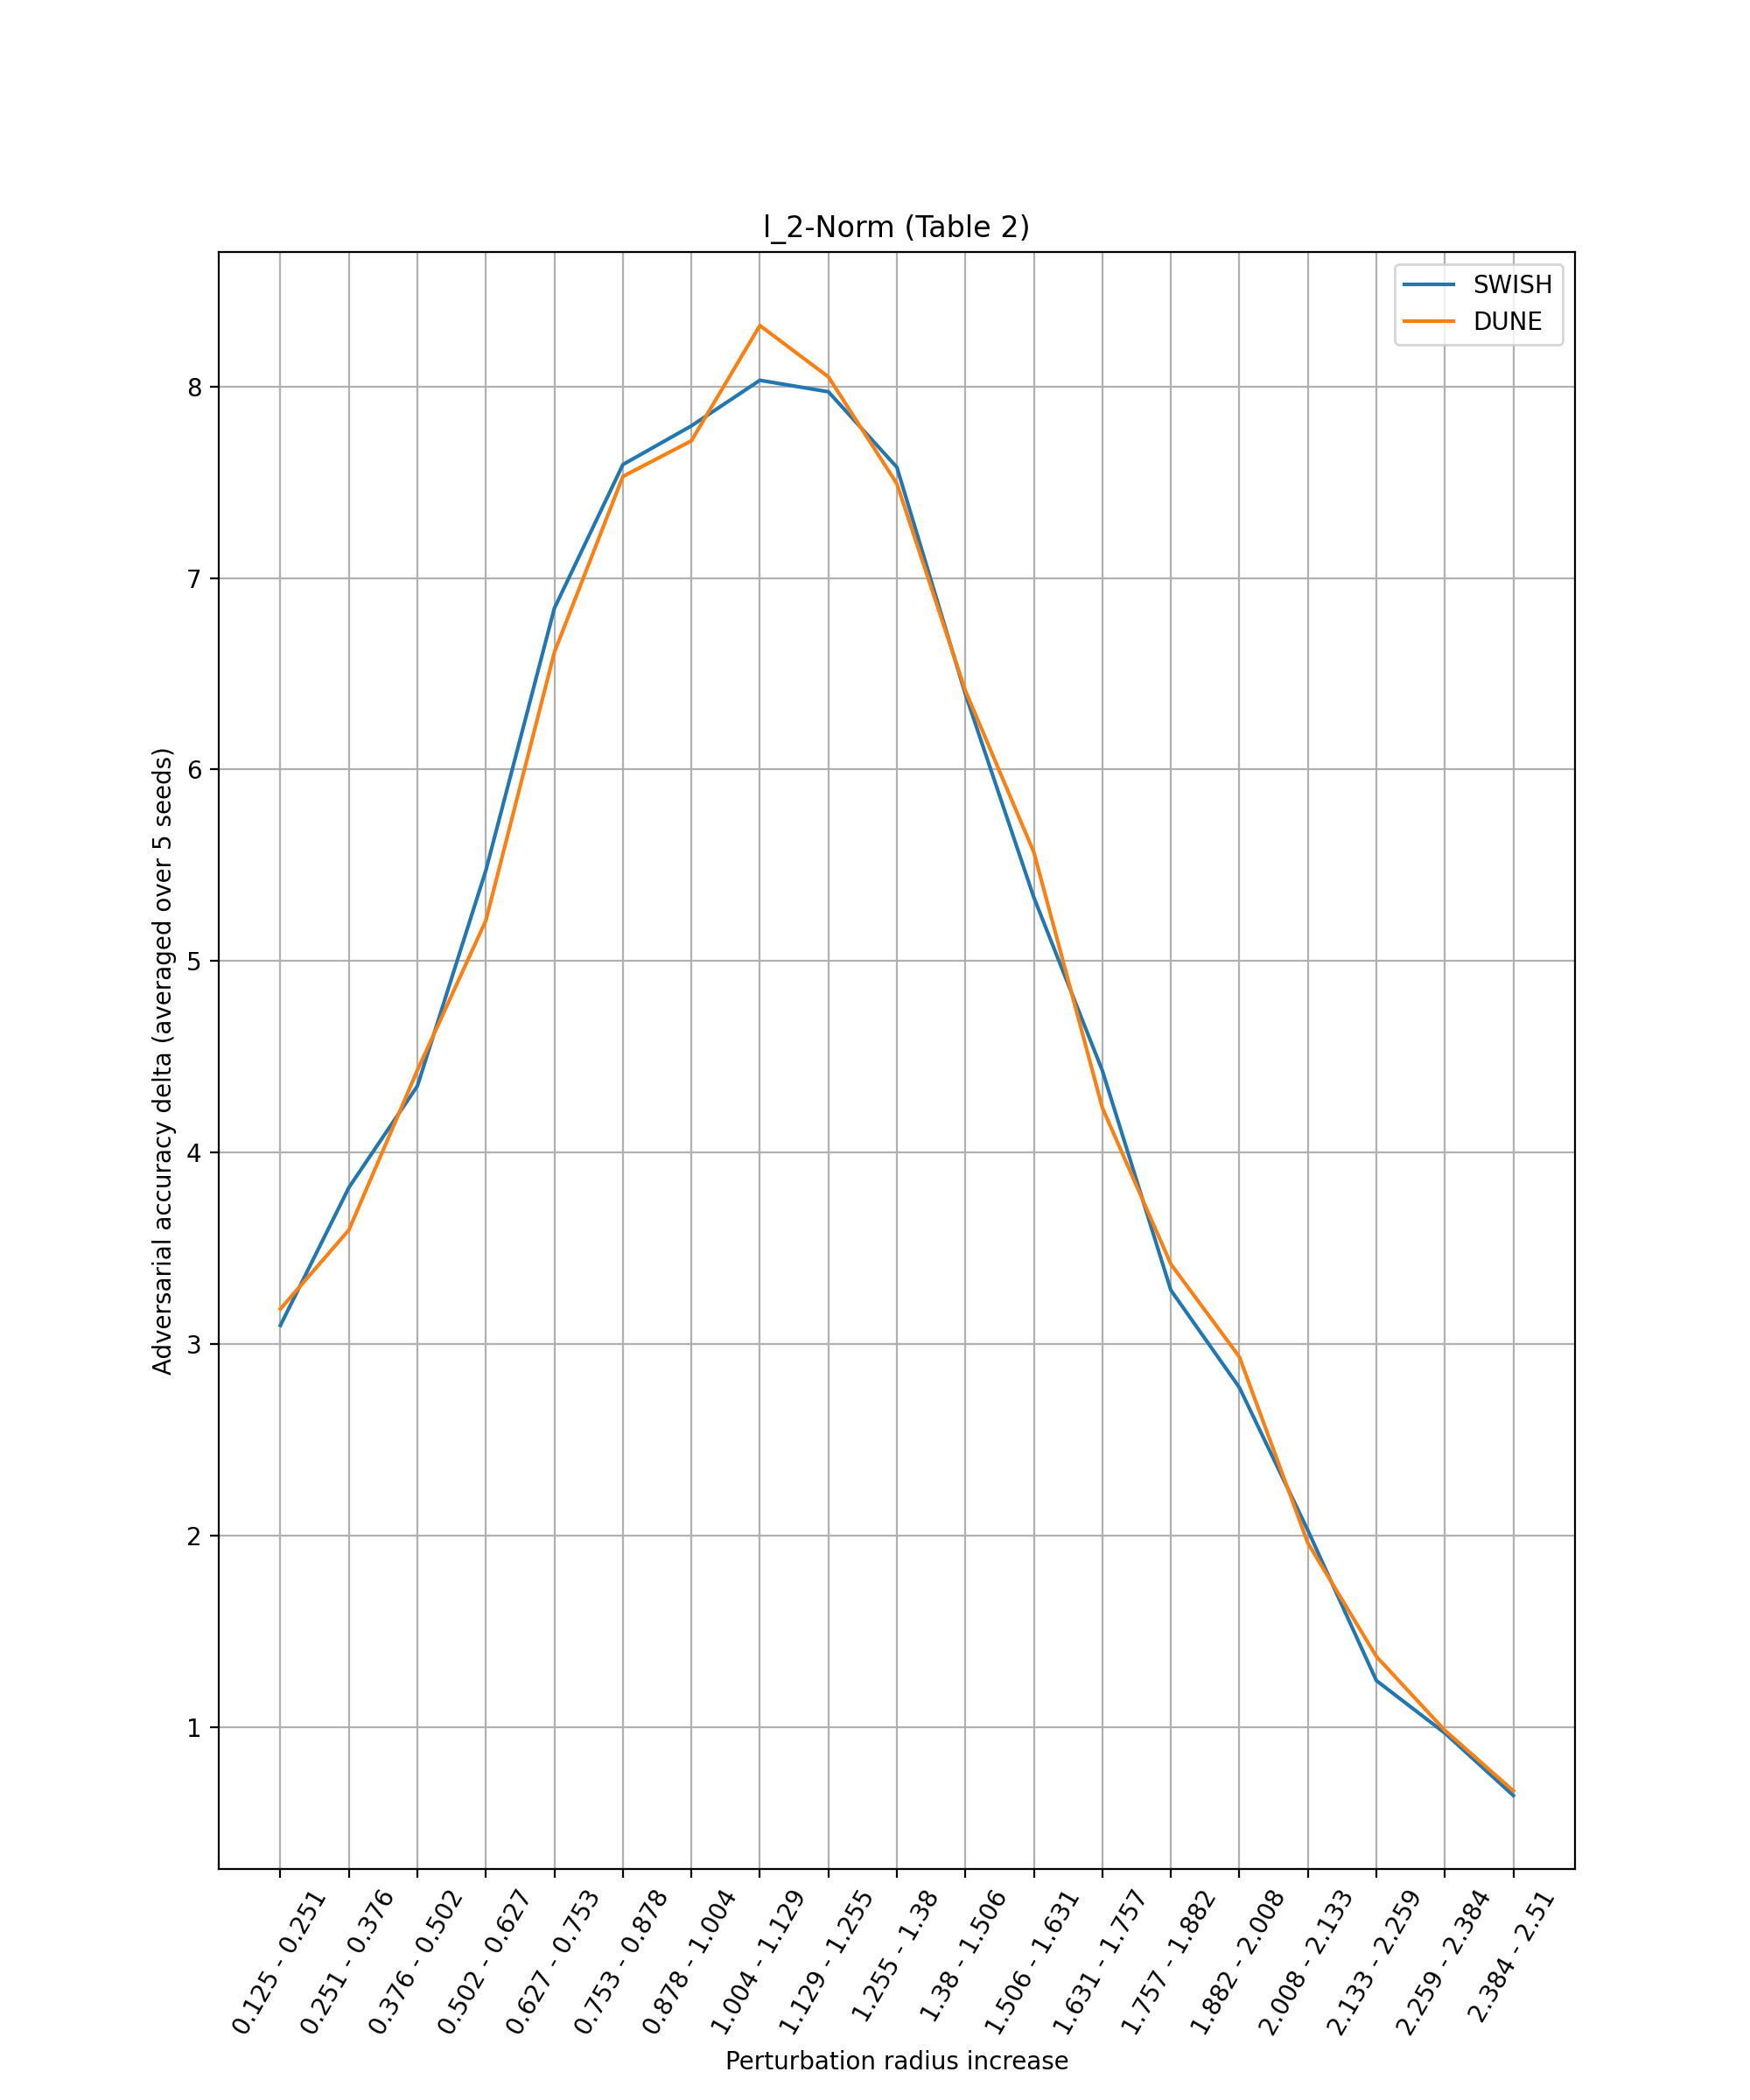 l_2-Norm (Table 2)
SWISH
DUNE
Adversarial accuracy delta (averaged over 5 seeds)
8
7
6
5
4
3
2
1
0.125 - 0.251
0.251 - 0.376
0.376 - 0.502
0.502 - 0.627
0.627 - 0.753
0.753 - 0.878
0.878 - 1.004
1.004 - 1.129
1.129 - 1.255
1.255 - 1.38
1.38 - 1.506
1.506 - 1.631
1.631 - 1.757
1.757 - 1.882
1.882 - 2.008
2.008 - 2.133
2.133 - 2.259
2.259 - 2.384
2.384 - 2.51
Perturbation radius increase